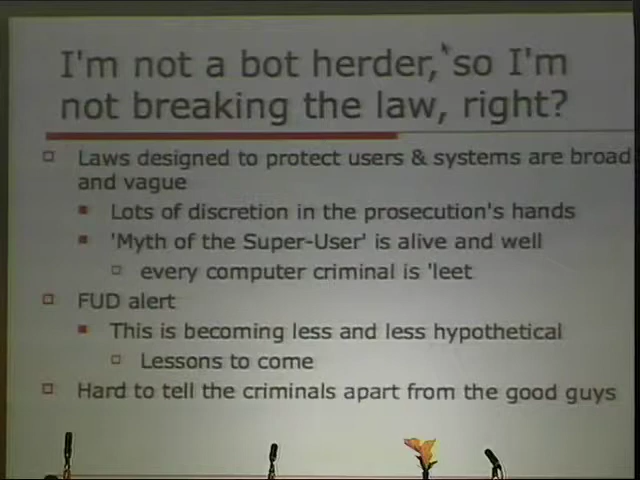 I'm not a bot herder, so I'm
not breaking the law, right?
Laws designed to protect users & systems are broad
and vague
Lots of discretion in the prosecution's hands
'Myth of the Super-User' is alive and well
every computer criminal is 'leet
FUD alert
This is becoming less and less hypothetical
Lessons to come
Hard to tell the criminals apart from the good guys